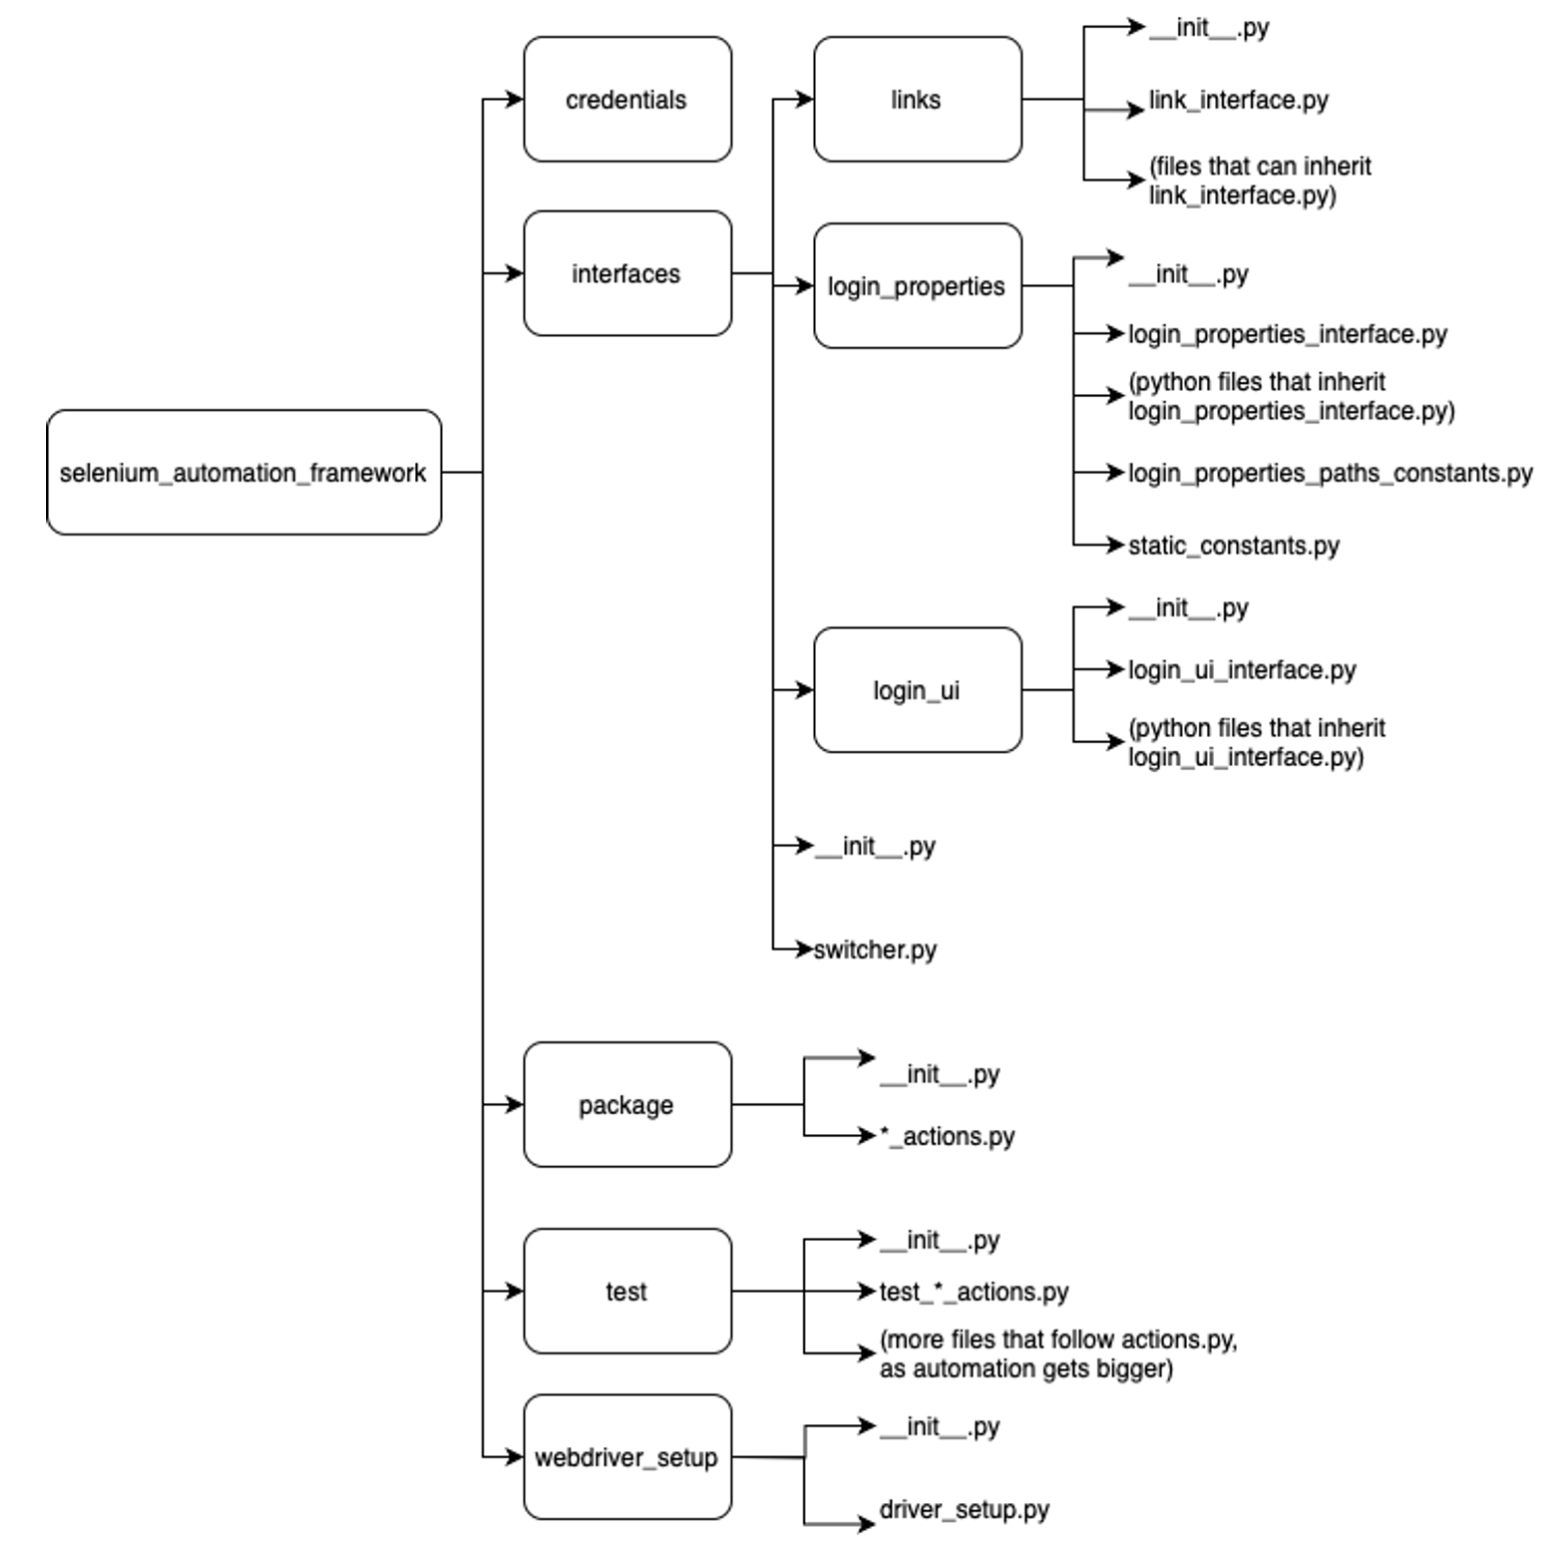 selenium_automation_framework
credentials
interfaces
links
__init__.py
link_interface.py
(files that can inherit
link_interface.py)
login_properties
__init__.py
login_properties_interface.py
(python files that inherit
login_properties_interface.py)
login_properties_paths_constants.py
static_constants.py
login_ui
__init__.py
login_ui_interface.py
(python files that inherit
login_ui_interface.py)
__init__.py
switcher.py
package
__init__.py
*_actions.py
test
__init__.py
test_*_actions.py
(more files that follow actions.py,
as automation gets bigger)
webdriver_setup
__init__.py
driver_setup.py